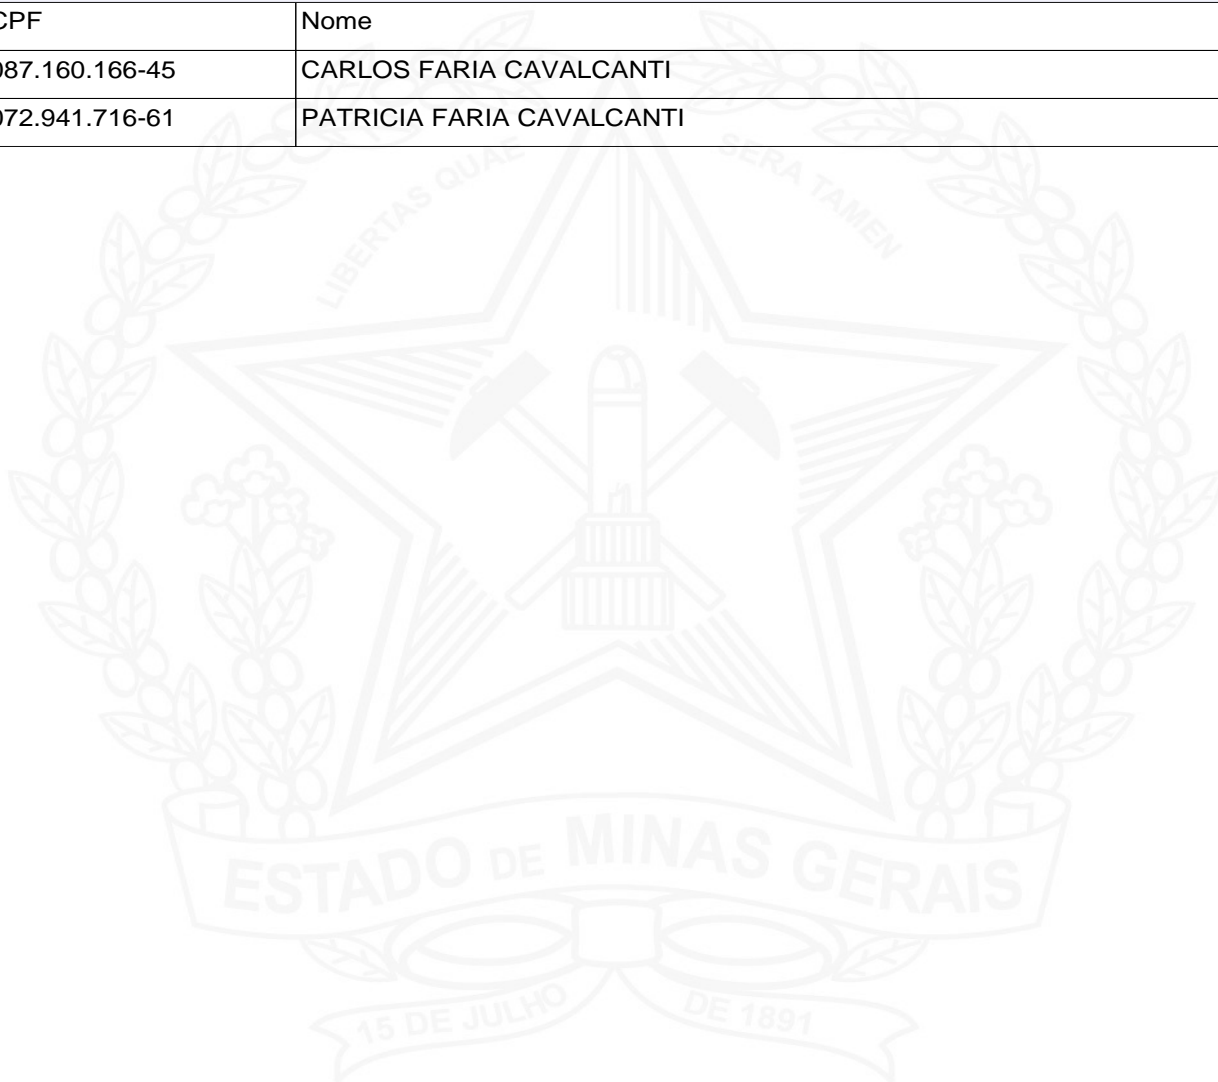 CPF Nome
087.160.166-45 CARLOS FARIA CAVALCANTI
072.941.716-61 PATRICIA FARIA CAVALCANTI
LIBERTAS QUAE SERA TAMEN
ESTADO DE MINAS GERAIS
15 DE JULHO DE 1891